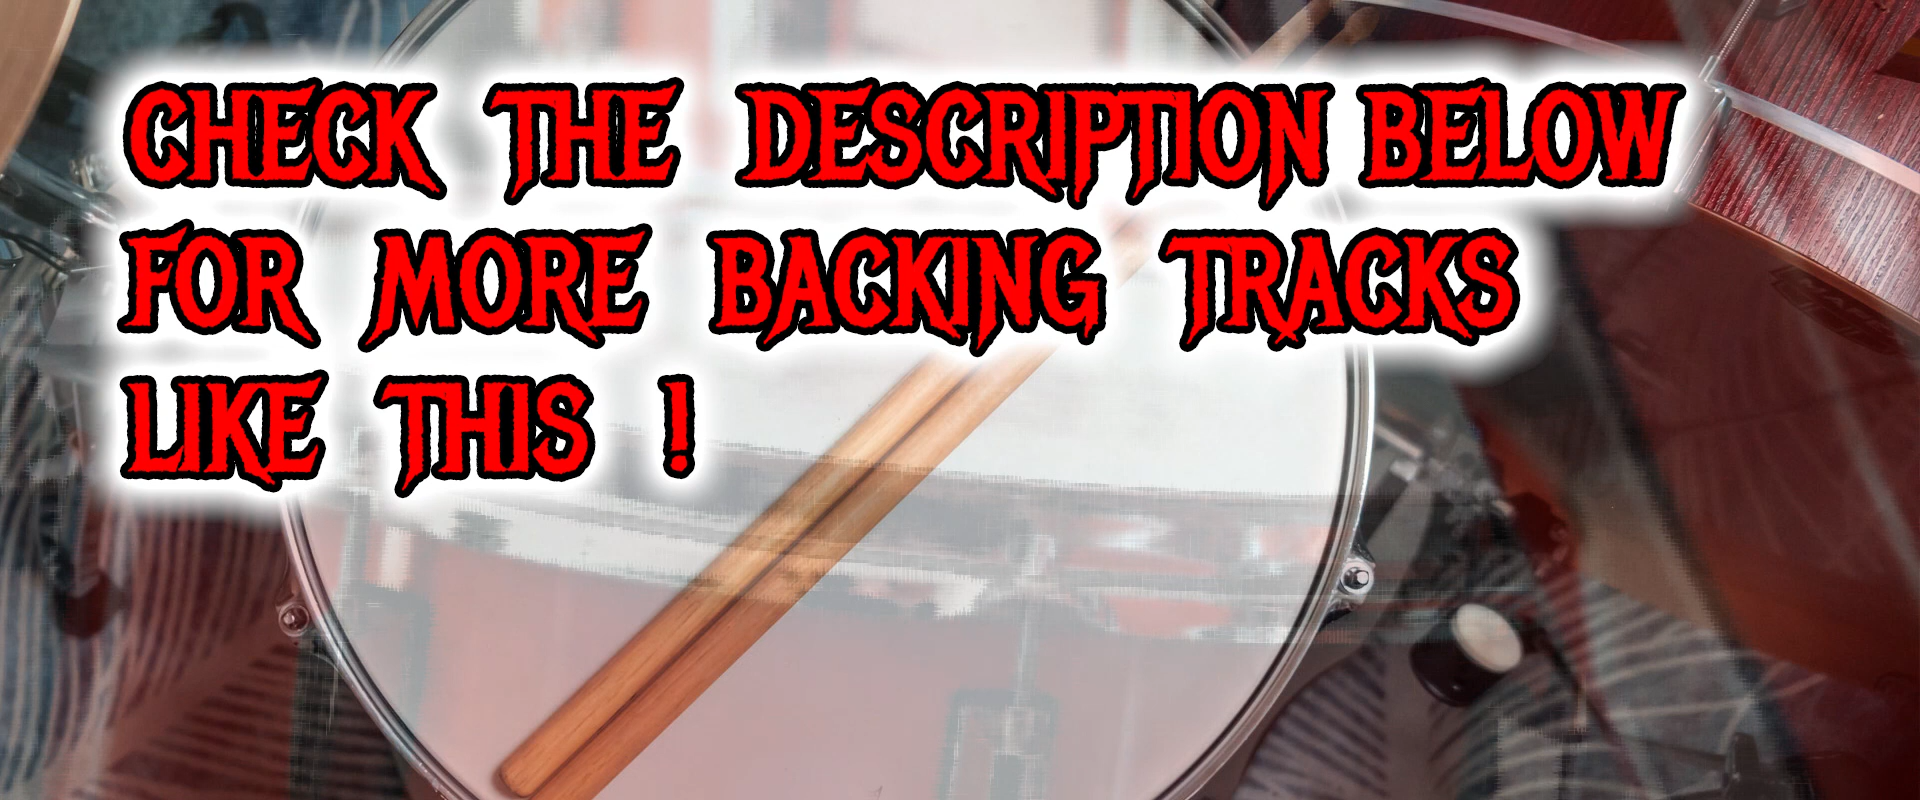 CHECK THE DESCRIPTION BELOW
FOR MORE BACKING TRACKS
LIKE THIS !